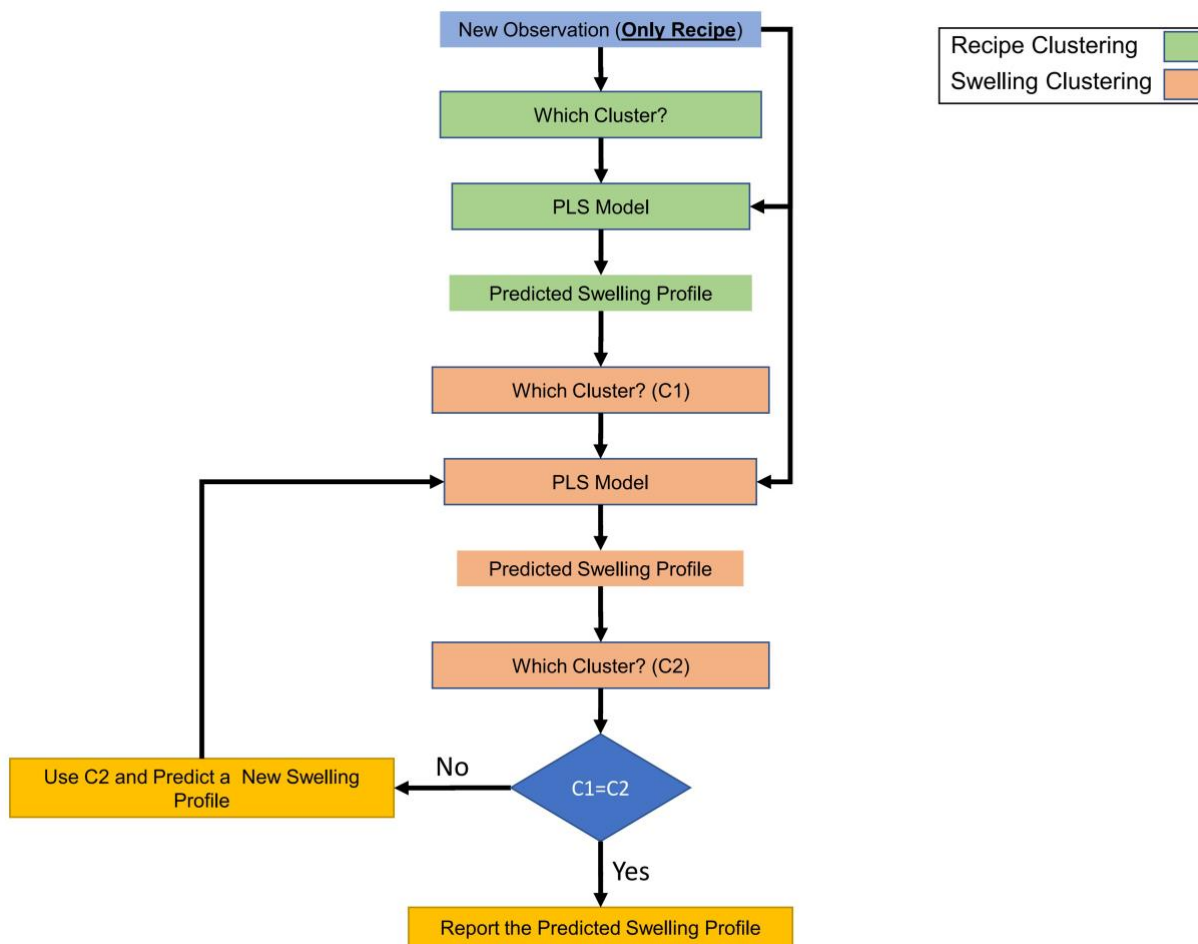 New Observation (Only Recipe)
Recipe Clustering
Swelling Clustering
Which Cluster?
PLS Model
Predicted Swelling Profile
Which Cluster? (C1)
PLS Model
Predicted Swelling Profile
Which Cluster? (C2)
Use C2 and Predict a New Swelling
Profile
No
C1=C2
Yes
Report the Predicted Swelling Profile